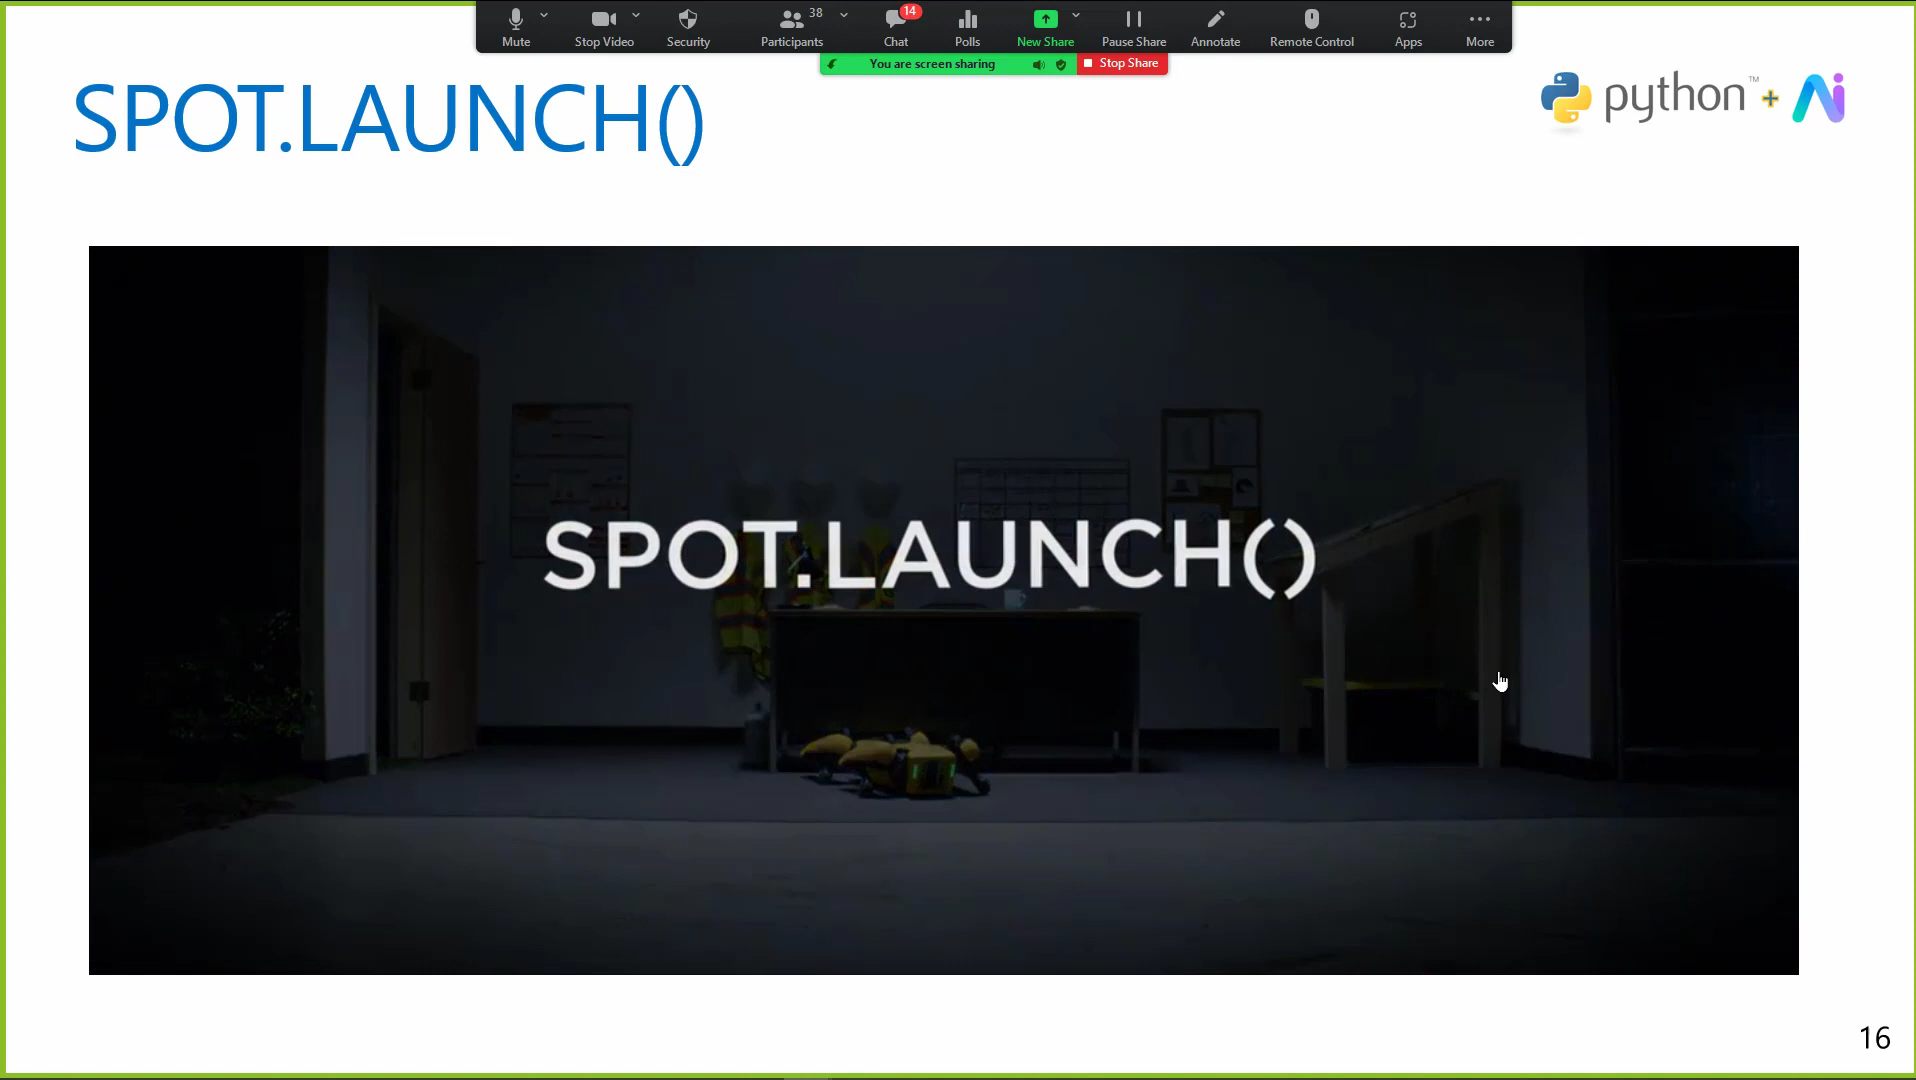 38
14
Mute
Stop Video
Security
Participants
Chat
Polls
New Share
Pause Share
Annotate
Remote Control
Apps
More
You are screen sharing
Stop Share
SPOT.LAUNCH()
python™ + Ai
SPOT.LAUNCH()
16